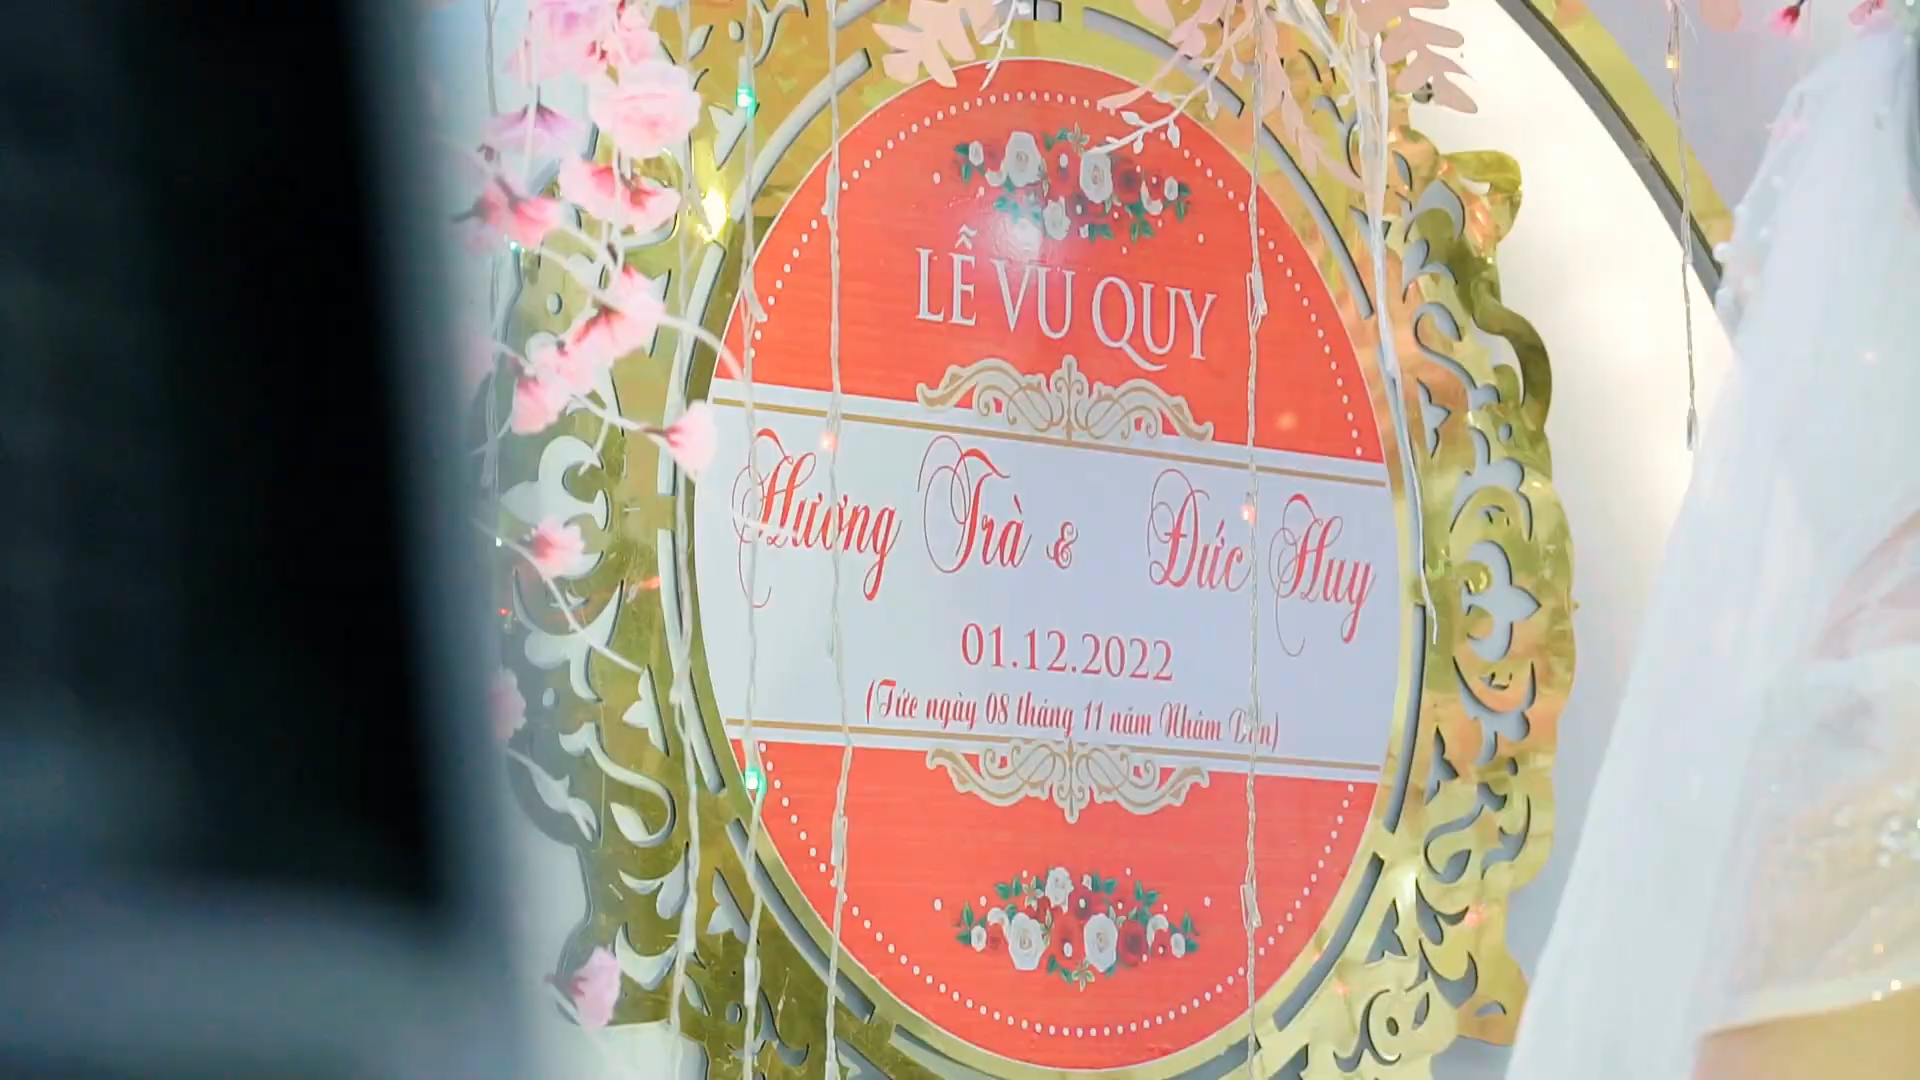 LỄ VU QUY
Hương Trà & Đức Huy
01.12.2022
(Tức ngày 08 tháng 11 năm Nhâm Dần)